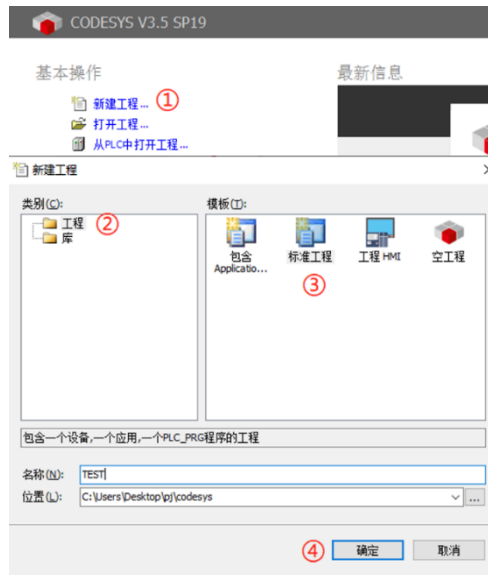 CODESYS V3.5 SP19
基本操作
最新信息
新建工程... ①
打开工程...
从PLC中打开工程...
新建工程
类别(C):
模板(T):
工程 ②
库
包含 Applicatio...
标准工程
工程 HMI
空工程
③
包含一个设备,一个应用,一个PLC_PRG程序的工程
名称(N): TEST
位置(L): C:\Users\Desktop\pj\codesys
...
④ 确定 取消